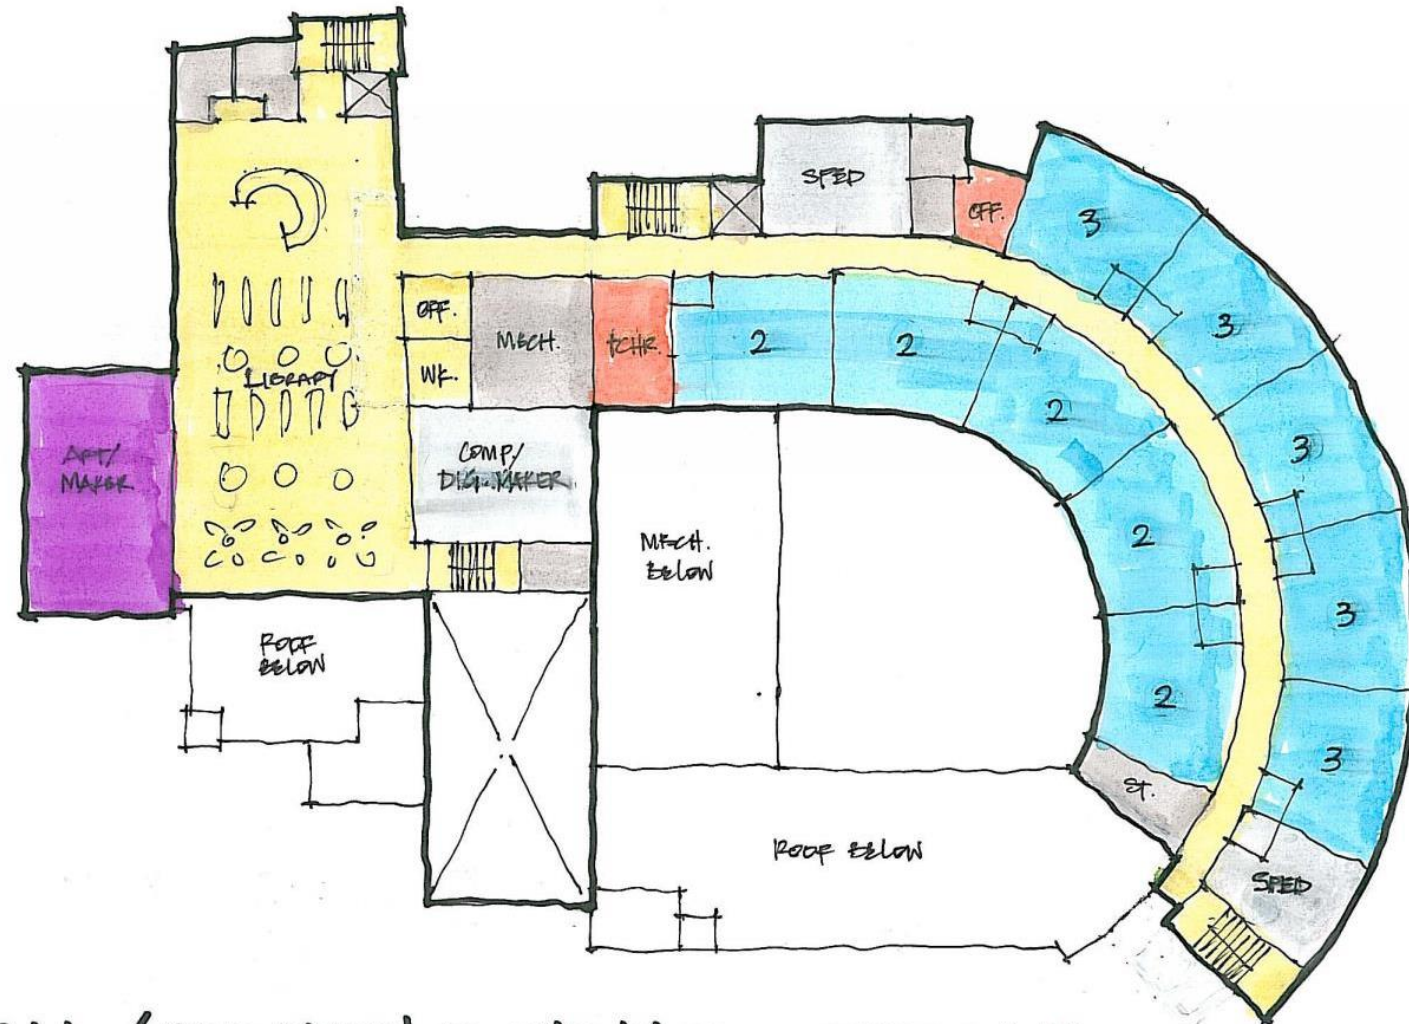 SPED
OFF.
3
3
3
3
3
OFF.
MECH.
TCHR.
2
2
2
2
2
WK.
LIBRARY
ART/
MAKER
COMP./
DIGI. MAKER
MECH.
BELOW
ROOF
BELOW
ST.
ROOF BELOW
SPED